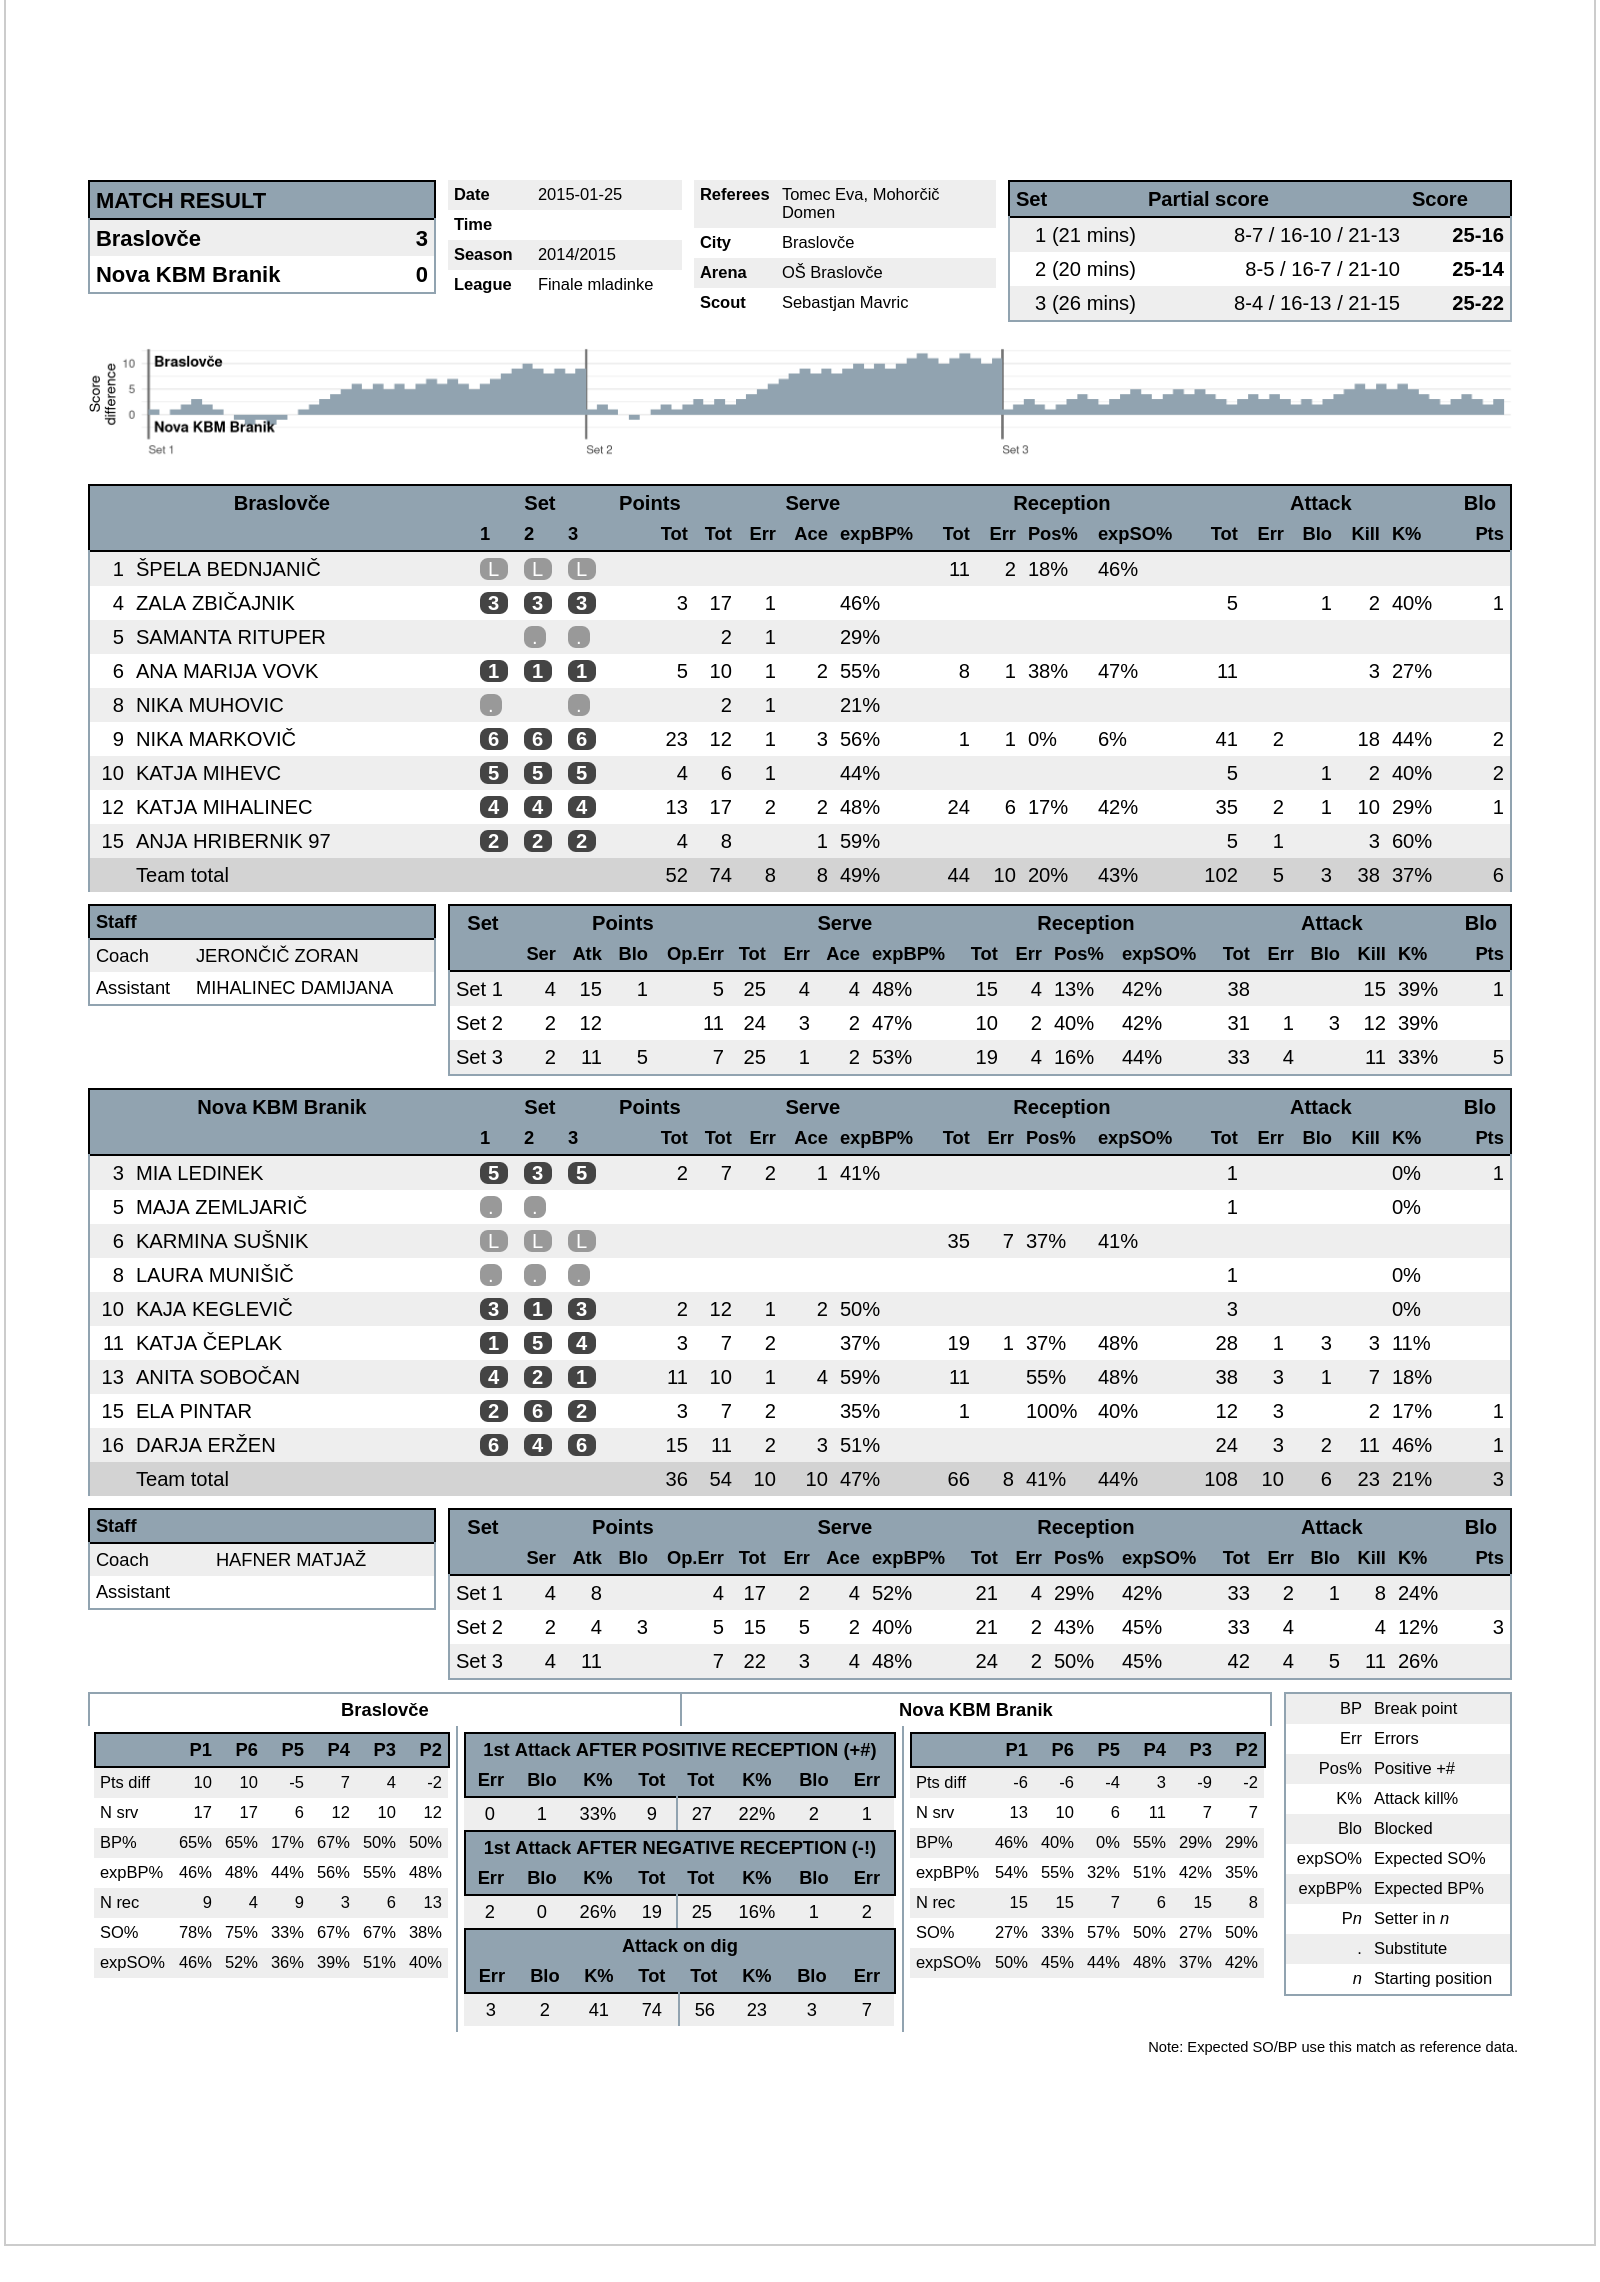 MATCH RESULT
Braslovče 3
Nova KBM Branik 0
Date 2015-01-25
Time
Season 2014/2015
League Finale mladinke
Referees Tomec Eva, Mohorčič
Domen
City Braslovče
Arena OŠ Braslovče
Scout Sebastjan Mavric
Set Partial score Score
1 (21 mins) 8-7 / 16-10 / 21-13 25-16
2 (20 mins) 8-5 / 16-7 / 21-10 25-14
3 (26 mins) 8-4 / 16-13 / 21-15 25-22
Score
difference
10
5
0
Braslovče
Nova KBM Branik
Set 1 Set 2 Set 3
Braslovče Set Points Serve Reception Attack Blo
1 2 3 Tot Tot Err Ace expBP% Tot Err Pos% expSO% Tot Err Blo Kill K% Pts
1 ŠPELA BEDNJANIČ L L L 11 2 18% 46%
4 ZALA ZBIČAJNIK 3 3 3 3 17 1 46% 5 1 2 40% 1
5 SAMANTA RITUPER . . 2 1 29%
6 ANA MARIJA VOVK 1 1 1 5 10 1 2 55% 8 1 38% 47% 11 3 27%
8 NIKA MUHOVIC . . 2 1 21%
9 NIKA MARKOVIČ 6 6 6 23 12 1 3 56% 1 1 0% 6% 41 2 18 44% 2
10 KATJA MIHEVC 5 5 5 4 6 1 44% 5 1 2 40% 2
12 KATJA MIHALINEC 4 4 4 13 17 2 2 48% 24 6 17% 42% 35 2 1 10 29% 1
15 ANJA HRIBERNIK 97 2 2 2 4 8 1 59% 5 1 3 60%
Team total 52 74 8 8 49% 44 10 20% 43% 102 5 3 38 37% 6
Staff
Coach JERONČIČ ZORAN
Assistant MIHALINEC DAMIJANA
Set Points Serve Reception Attack Blo
Ser Atk Blo Op.Err Tot Err Ace expBP% Tot Err Pos% expSO% Tot Err Blo Kill K% Pts
Set 1 4 15 1 5 25 4 4 48% 15 4 13% 42% 38 15 39% 1
Set 2 2 12 11 24 3 2 47% 10 2 40% 42% 31 1 3 12 39%
Set 3 2 11 5 7 25 1 2 53% 19 4 16% 44% 33 4 11 33% 5
Nova KBM Branik Set Points Serve Reception Attack Blo
1 2 3 Tot Tot Err Ace expBP% Tot Err Pos% expSO% Tot Err Blo Kill K% Pts
3 MIA LEDINEK 5 3 5 2 7 2 1 41% 1 0% 1
5 MAJA ZEMLJARIČ . . 1 0%
6 KARMINA SUŠNIK L L L 35 7 37% 41%
8 LAURA MUNIŠIČ . . . 1 0%
10 KAJA KEGLEVIČ 3 1 3 2 12 1 2 50% 3 0%
11 KATJA ČEPLAK 1 5 4 3 7 2 37% 19 1 37% 48% 28 1 3 3 11%
13 ANITA SOBOČAN 4 2 1 11 10 1 4 59% 11 55% 48% 38 3 1 7 18%
15 ELA PINTAR 2 6 2 3 7 2 35% 1 100% 40% 12 3 2 17% 1
16 DARJA ERŽEN 6 4 6 15 11 2 3 51% 24 3 2 11 46% 1
Team total 36 54 10 10 47% 66 8 41% 44% 108 10 6 23 21% 3
Staff
Coach HAFNER MATJAŽ
Assistant
Set Points Serve Reception Attack Blo
Ser Atk Blo Op.Err Tot Err Ace expBP% Tot Err Pos% expSO% Tot Err Blo Kill K% Pts
Set 1 4 8 4 17 2 4 52% 21 4 29% 42% 33 2 1 8 24%
Set 2 2 4 3 5 15 5 2 40% 21 2 43% 45% 33 4 4 12% 3
Set 3 4 11 7 22 3 4 48% 24 2 50% 45% 42 4 5 11 26%
Braslovče Nova KBM Branik
P1 P6 P5 P4 P3 P2
Pts diff 10 10 -5 7 4 -2
N srv 17 17 6 12 10 12
BP% 65% 65% 17% 67% 50% 50%
expBP% 46% 48% 44% 56% 55% 48%
N rec 9 4 9 3 6 13
SO% 78% 75% 33% 67% 67% 38%
expSO% 46% 52% 36% 39% 51% 40%
1st Attack AFTER POSITIVE RECEPTION (+#)
Err Blo K% Tot Tot K% Blo Err
0 1 33% 9 27 22% 2 1
1st Attack AFTER NEGATIVE RECEPTION (-!)
Err Blo K% Tot Tot K% Blo Err
2 0 26% 19 25 16% 1 2
Attack on dig
Err Blo K% Tot Tot K% Blo Err
3 2 41 74 56 23 3 7
P1 P6 P5 P4 P3 P2
Pts diff -6 -6 -4 3 -9 -2
N srv 13 10 6 11 7 7
BP% 46% 40% 0% 55% 29% 29%
expBP% 54% 55% 32% 51% 42% 35%
N rec 15 15 7 6 15 8
SO% 27% 33% 57% 50% 27% 50%
expSO% 50% 45% 44% 48% 37% 42%
BP Break point
Err Errors
Pos% Positive +#
K% Attack kill%
Blo Blocked
expSO% Expected SO%
expBP% Expected BP%
Pn Setter in n
. Substitute
n Starting position
Note: Expected SO/BP use this match as reference data.